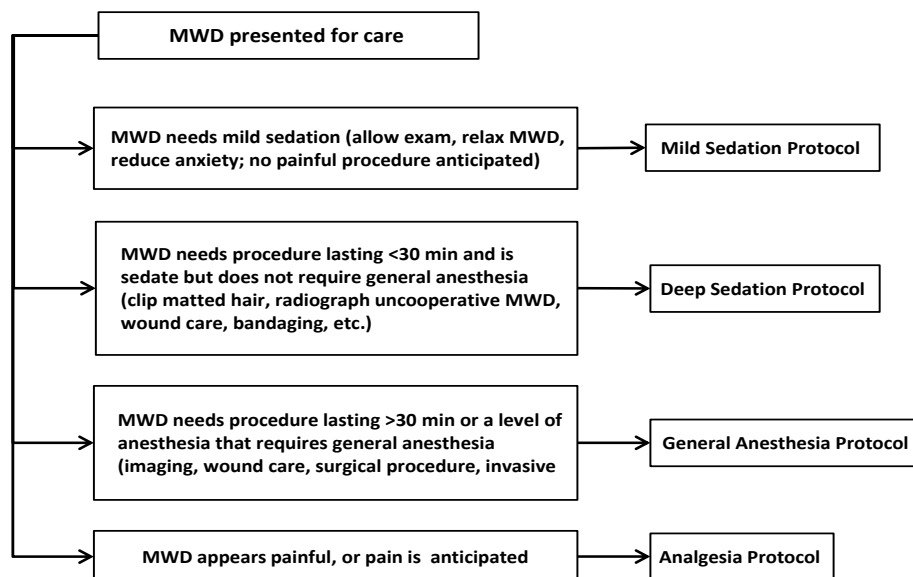 MWD presented for care
MWD needs mild sedation (allow exam, relax MWD,
reduce anxiety; no painful procedure anticipated)
Mild Sedation Protocol
MWD needs procedure lasting <30 min and is
sedate but does not require general anesthesia
(clip matted hair, radiograph uncooperative MWD,
wound care, bandaging, etc.)
Deep Sedation Protocol
MWD needs procedure lasting >30 min or a level of
anesthesia that requires general anesthesia
(imaging, wound care, surgical procedure, invasive
General Anesthesia Protocol
MWD appears painful, or pain is anticipated
Analgesia Protocol